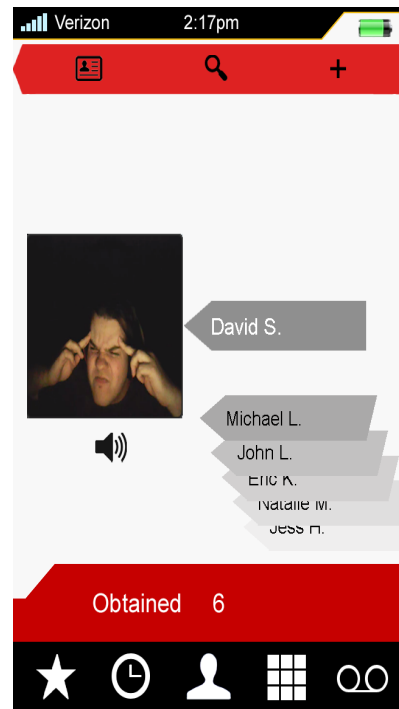 Verizon 2:17pm
+
David S.
Michael L.
John L.
Eric K.
Natalie M.
Jess H.
Obtained 6